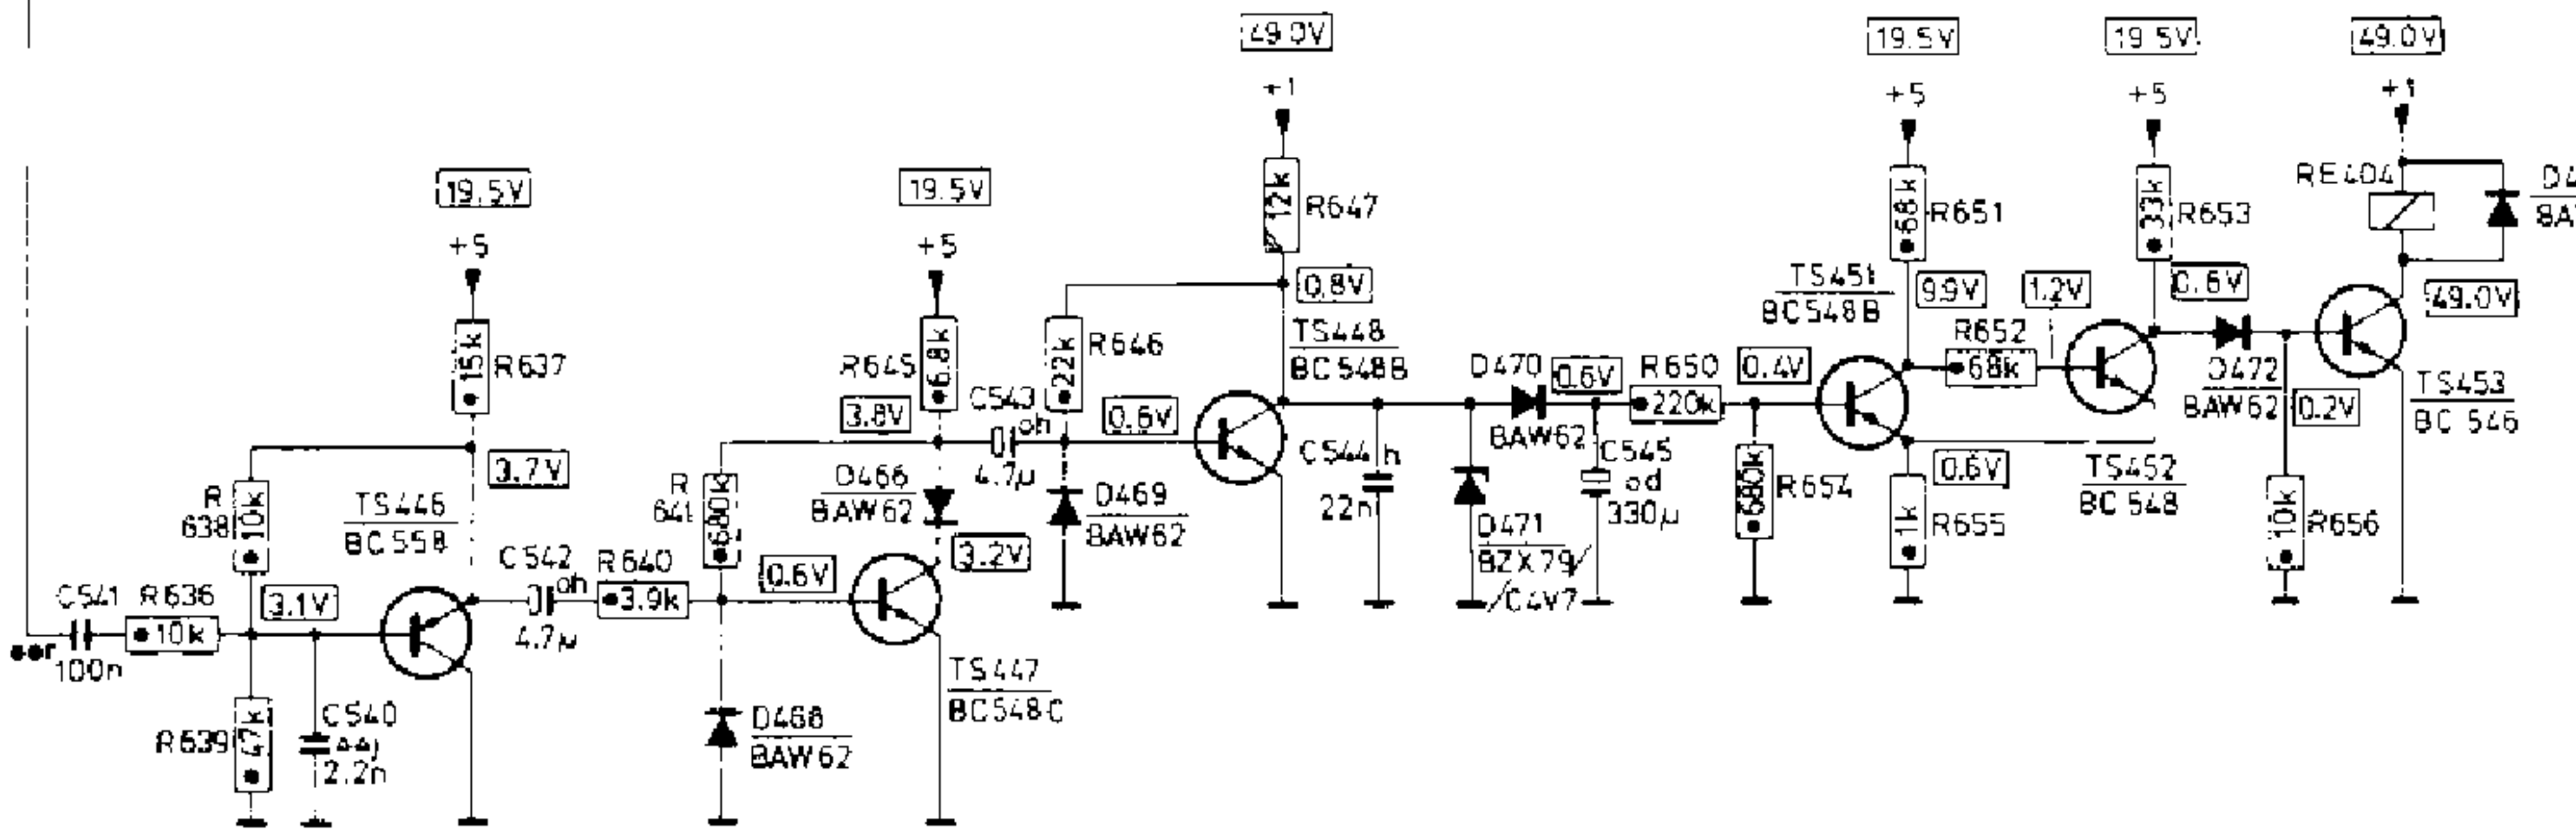 49.0V
19.5V
19.5V
49.0V
+1
+5
+5
+1
19.5V
19.5V
+5
+5
12k
R647
68k
R651
33k
R653
RE404
0.8V
TS451
BC548B
9.9V
1.2V
0.6V
49.0V
15k
R637
R645
6.8k
22k
R646
TS448
BC548B
D470
0.6V
R650
0.4V
R652
68k
D472
BAW62
0.2V
TS453
BC 546
3.8V
C543
oh
4.7µ
0.6V
BAW62
220k
3.7V
R
638
10k
TS446
BC558
D466
BAW62
R
641
680k
D469
BAW62
C544
h
22n
D471
BZX79/
/C4V7
C545
od
330µ
680k
R654
0.6V
1k
R655
TS452
BC 548
10k
R656
C542
oh
4.7µ
R640
3.9k
0.6V
3.2V
C541
100n
R636
10k
3.1V
TS447
BC548C
R639
47k
C540
2.2n
D468
BAW62